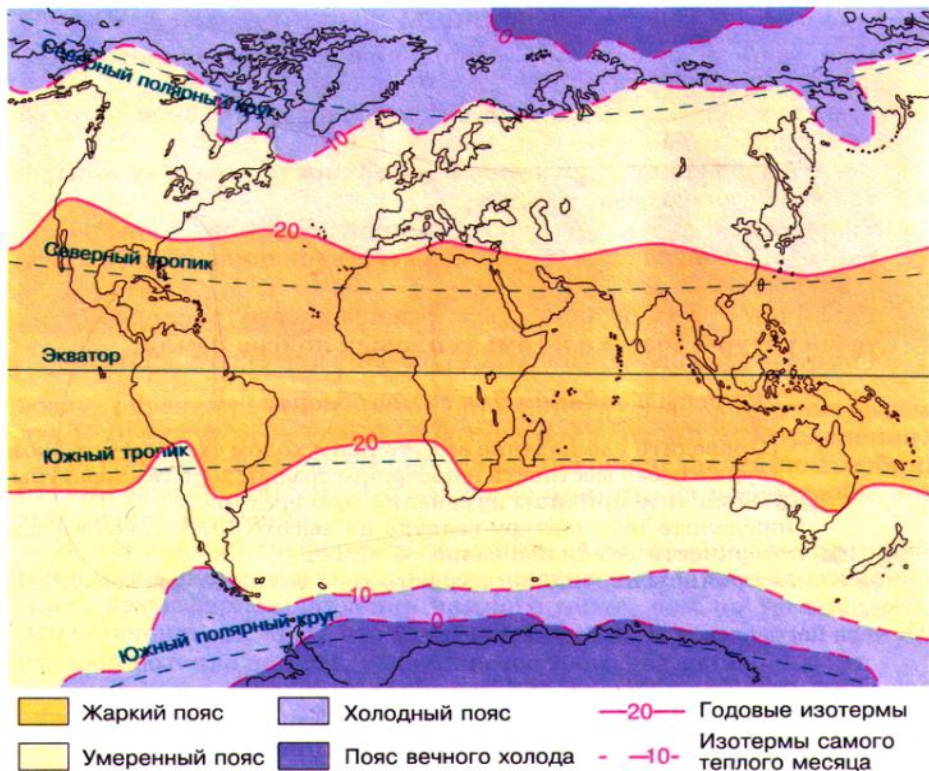 0
Северный полярный круг
10
20
Северный тропик
Экватор
20
Южный тропик
10
0
Южный полярный круг
Жаркий пояс
Холодный пояс
—20— Годовые изотермы
Умеренный пояс
Пояс вечного холода
—10— Изотермы самого
теплого месяца